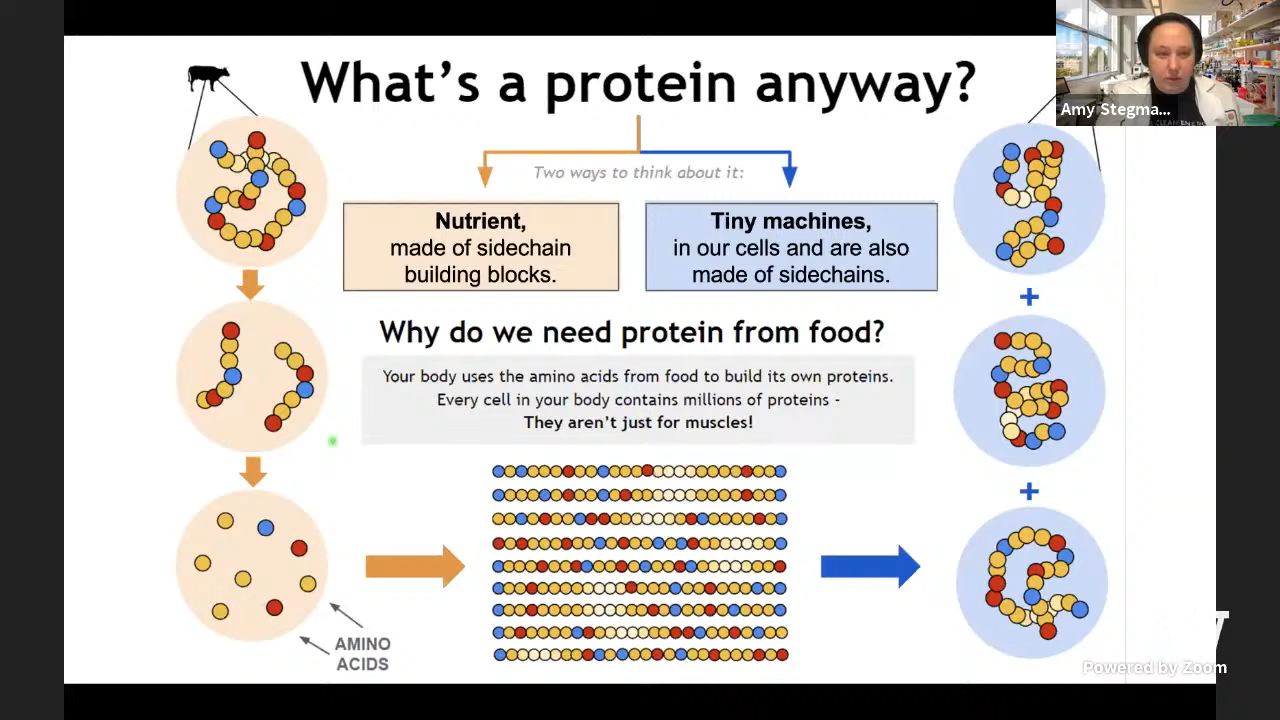 What's a protein anyway?
Amy Stegma...
Two ways to think about it:
Nutrient,
made of sidechain
building blocks.
Tiny machines,
in our cells and are also
made of sidechains.
+
Why do we need protein from food?
Your body uses the amino acids from food to build its own proteins.
Every cell in your body contains millions of proteins -
They aren't just for muscles!
+
AMINO
ACIDS
Powered by Zoom